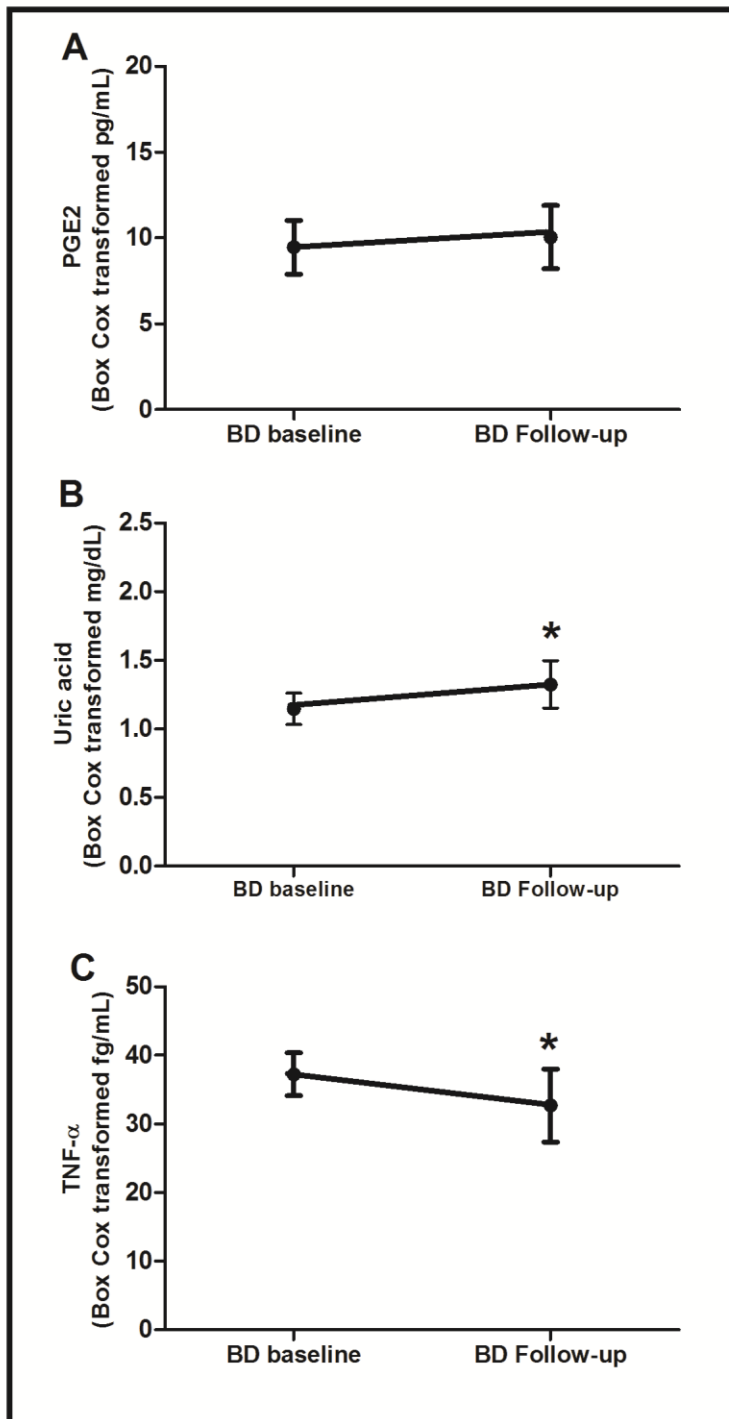 A
PGE2
(Box Cox transformed pg/mL)
20
15
10
5
0
BD baseline
BD Follow-up
B
Uric acid
(Box Cox transformed mg/dL)
2.5
2.0
1.5
1.0
0.0
*
BD baseline
BD Follow-up
C
TNF-α
(Box Cox transformed fg/mL)
50
40
30
20
10
0
*
BD baseline
BD Follow-up